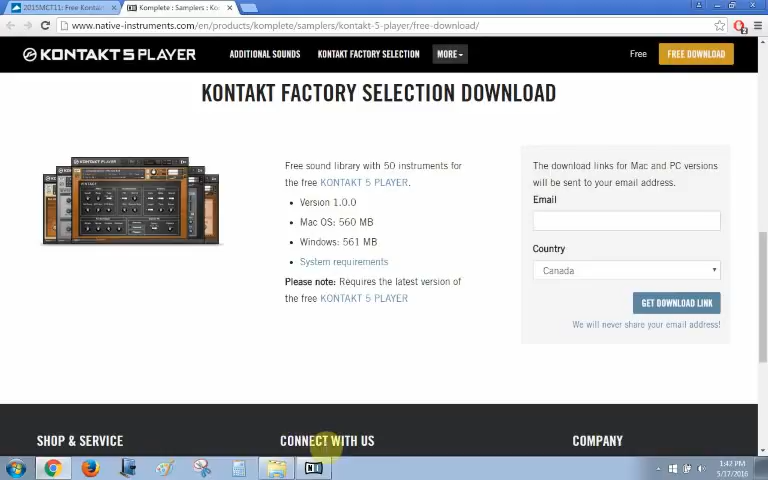 2015MCT11: Free Kontal
Komplete : Samplers : Ko
www.native-instruments.com/en/products/komplete/samplers/kontakt-5-player/free-download/
KONTAKT 5 PLAYER
ADDITIONAL SOUNDS
KONTAKT FACTORY SELECTION
MORE
Free
FREE DOWNLOAD
KONTAKT FACTORY SELECTION DOWNLOAD
Free sound library with 50 instruments for
the free KONTAKT 5 PLAYER.
• Version 1.0.0
• Mac OS: 560 MB
• Windows: 561 MB
• System requirements
Please note: Requires the latest version of
the free KONTAKT 5 PLAYER
The download links for Mac and PC versions
will be sent to your email address.
Email
Country
Canada
GET DOWNLOAD LINK
We will never share your email address!
SHOP & SERVICE
CONNECT WITH US
COMPANY
1:42 PM
5/17/2016